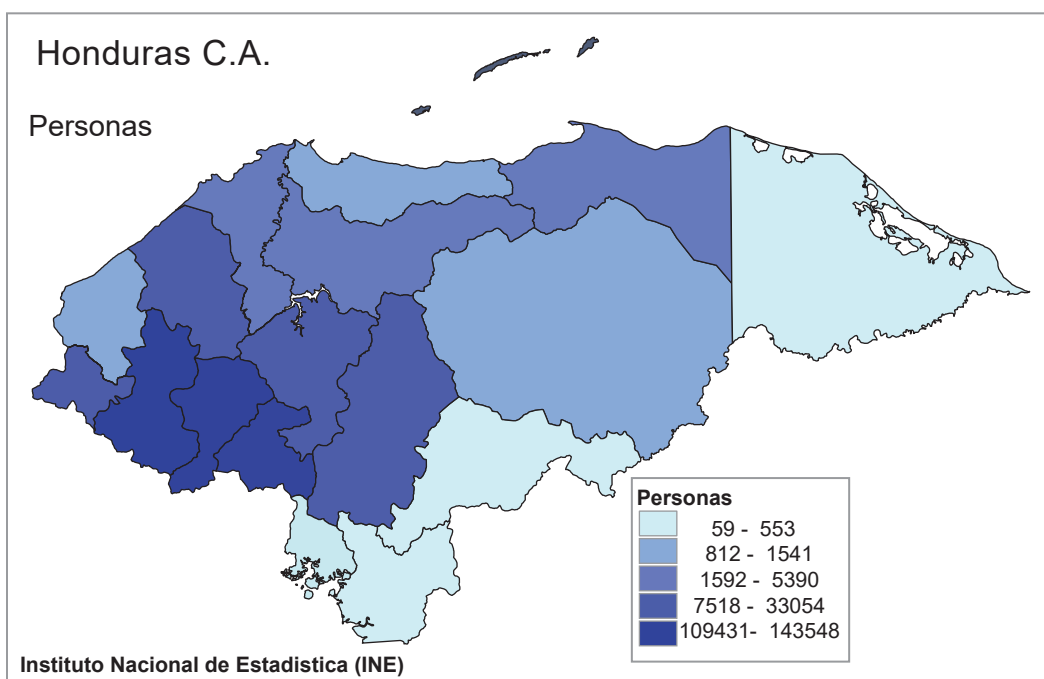 Honduras C.A.
Personas
Personas
59 - 553
812 - 1541
1592 - 5390
7518 - 33054
109431- 143548
Instituto Nacional de Estadistica (INE)